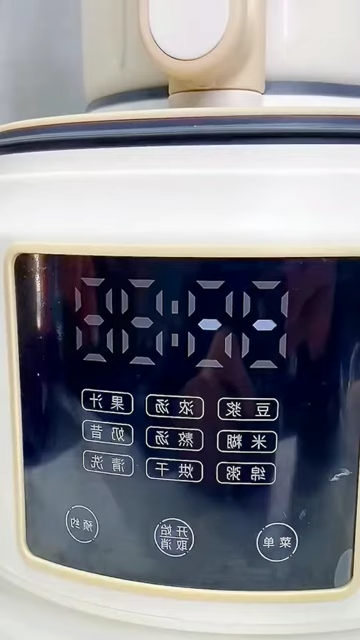 豆浆 浓汤 果汁
米糊 熬汤 奶昔
绵粥 烘干 清洗
菜单 开始 预约
取消